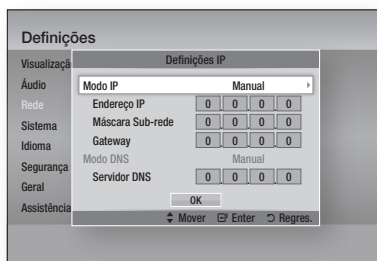 Definições
Visualizaçã
Áudio
Rede
Sistema
Idioma
Segurança
Geral
Assistência
Definições IP
Modo IP Manual
Endereço IP 0 . 0 . 0 . 0
Máscara Sub-rede 0 . 0 . 0 . 0
Gateway 0 . 0 . 0 . 0
Modo DNS Manual
Servidor DNS 0 . 0 . 0 . 0
OK
Mover Enter Regres.